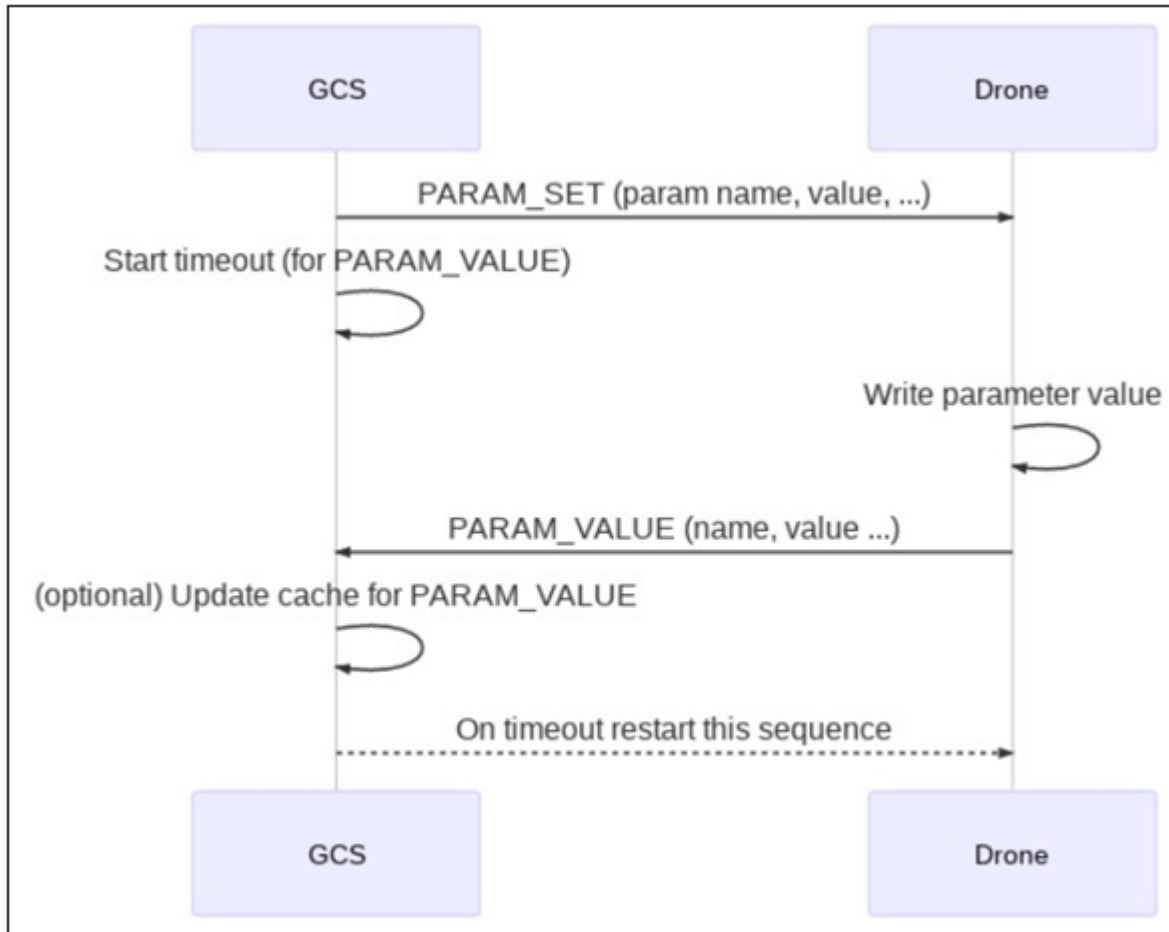 GCS
Drone
PARAM_SET (param name, value, ...)
Start timeout (for PARAM_VALUE)
Write parameter value
PARAM_VALUE (name, value ...)
(optional) Update cache for PARAM_VALUE
On timeout restart this sequence
GCS
Drone